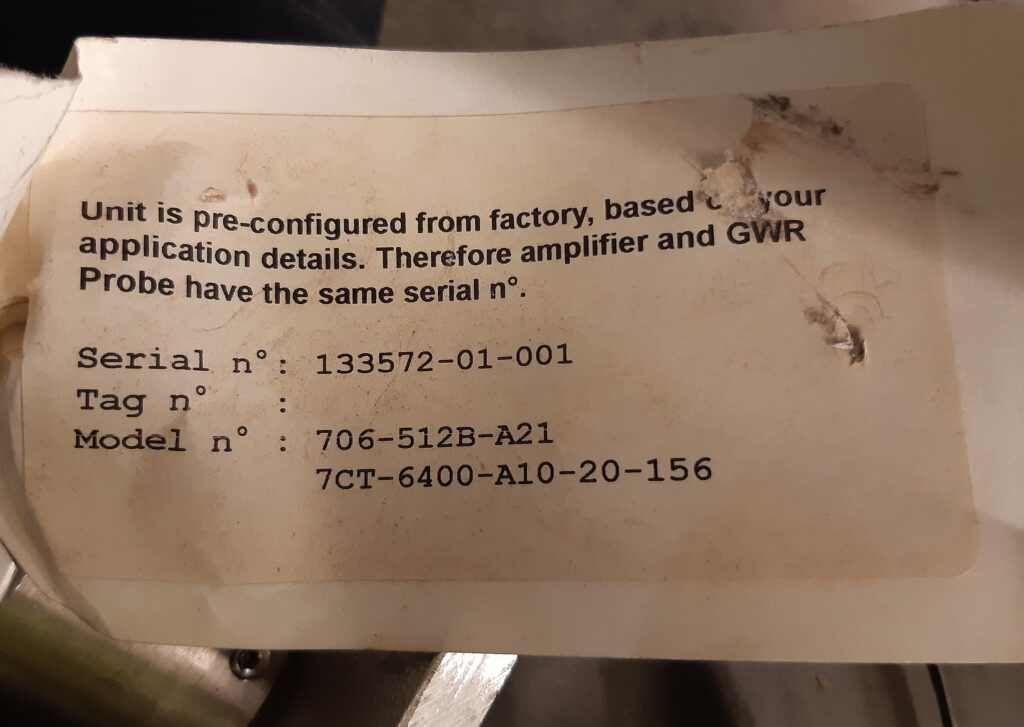 Unit is pre-configured from factory, based your
application details. Therefore amplifier and GWR
Probe have the same serial n°.
Serial n°: 133572-01-001
Tag n° :
Model n° : 706-512B-A21
7CT-6400-A10-20-156